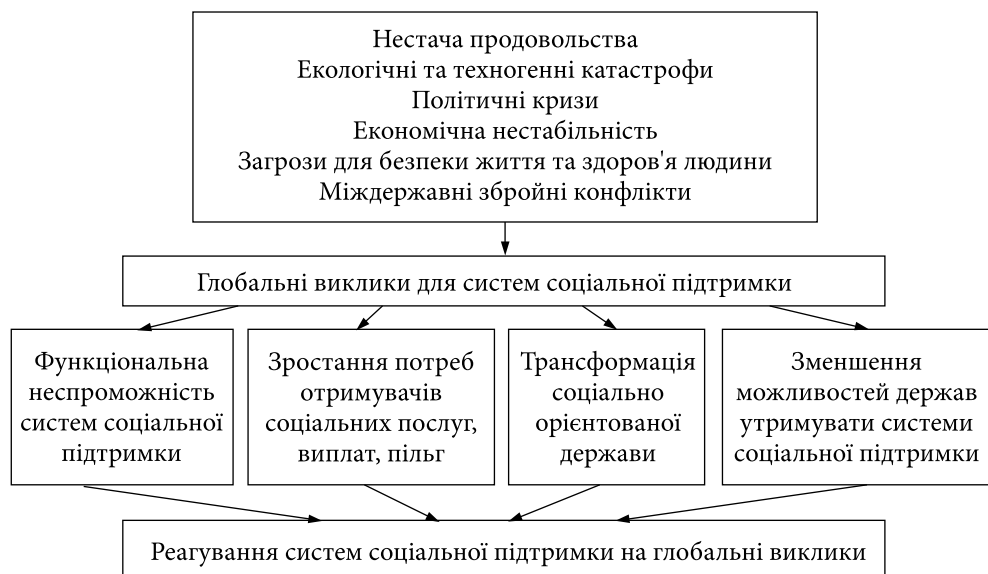 Нестача продовольства
Екологічні та техногенні катастрофи
Політичні кризи
Економічна нестабільність
Загрози для безпеки життя та здоров'я людини
Міждержавні збройні конфлікти
Глобальні виклики для систем соціальної підтримки
Функціональна
неспроможність
систем соціальної
підтримки
Зростання потреб
отримувачів
соціальних послуг,
виплат, пільг
Трансформація
соціально
орієнтованої
держави
Зменшення
можливостей держав
утримувати системи
соціальної підтримки
Реагування систем соціальної підтримки на глобальні виклики